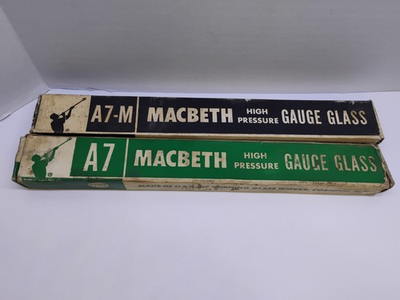 A7-M MACBETH HIGH PRESSURE GAUGE GLASS
A7 MACBETH HIGH PRESSURE GAUGE GLASS